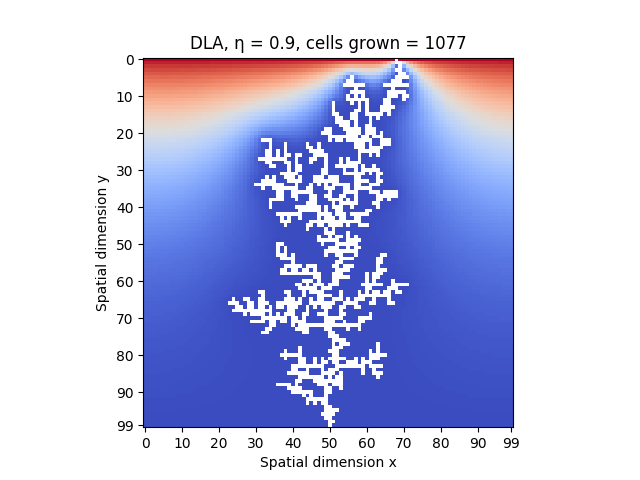 DLA, η = 0.9, cells grown = 1077
0
10
20
30
40
50
60
70
80
90
99
Spatial dimension y
0 10 20 30 40 50 60 70 80 90 99
Spatial dimension x